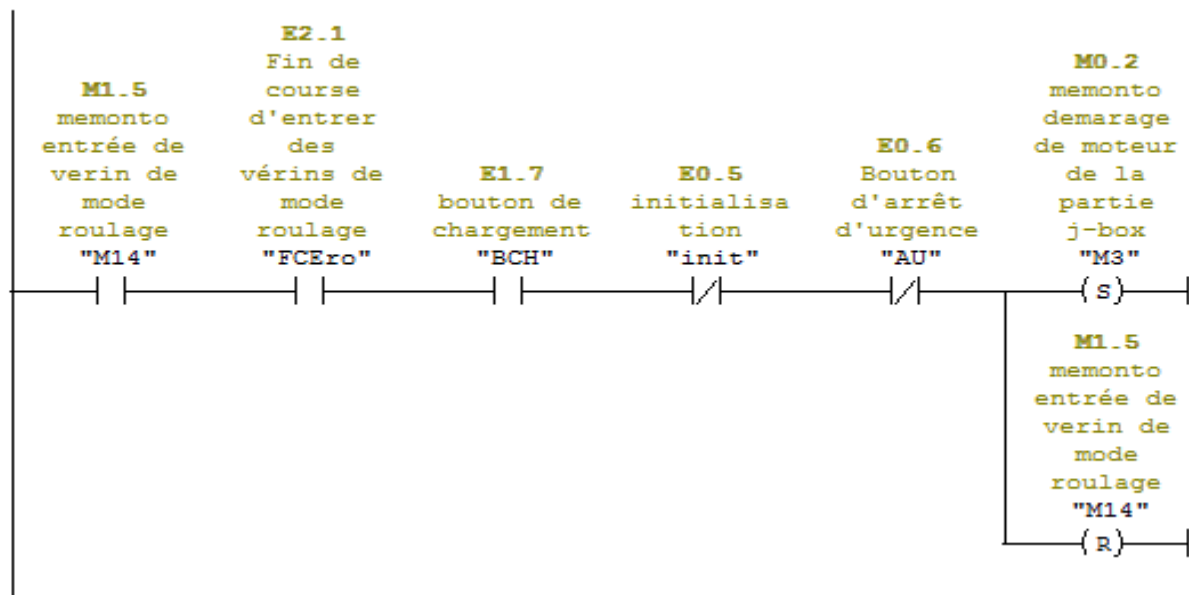 M1.5
memonto
entrée de
verin de
mode
roulage
"M14"
E2.1
Fin de
course
d'entrer
des
vérins de
mode
roulage
"FCEro"
E1.7
bouton de
chargement
"BCH"
E0.5
initialisa
tion
"init"
E0.6
Bouton
d'arrêt
d'urgence
"AU"
M0.2
memonto
demarage
de moteur
de la
partie
j-box
"M3"
S
M1.5
memonto
entrée de
verin de
mode
roulage
"M14"
R